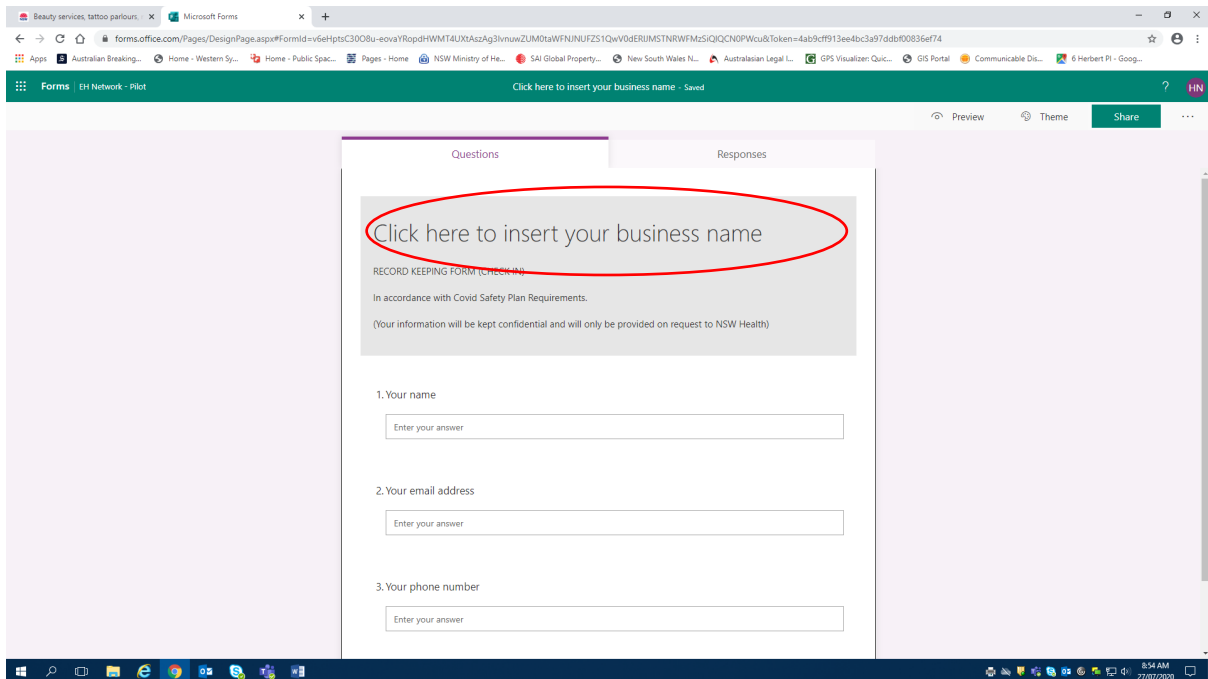 Beauty services, tattoo parlours,
Microsoft Forms
forms.office.com/Pages/DesignPage.aspx#FormId=v6eHptsC30O8u-eovaYRopdHWMT4UXtAszAg3lvnuwZUM0taWFNJNUFZS1QwV0dERlJMSTNRWFMzSiQlQCN0PWcu&Token=4ab9cff913ee4bc3a97ddbf00836ef74
Apps
Australian Breaking...
Home - Western Sy...
Home - Public Spac...
Pages - Home
NSW Ministry of He...
SAI Global Property...
New South Wales N...
Australasian Legal I...
GPS Visualizer: Quic...
GIS Portal
Communicable Dis...
6 Herbert Pl - Goog...
Forms | EH Network - Pilot
Click here to insert your business name - Saved
?
HN
Preview
Theme
Share
Questions
Responses
Click here to insert your business name
RECORD KEEPING FORM (CHECK IN)
In accordance with Covid Safety Plan Requirements.
(Your information will be kept confidential and will only be provided on request to NSW Health)
1. Your name
Enter your answer
2. Your email address
Enter your answer
3. Your phone number
Enter your answer
8:54 AM
27/07/2020